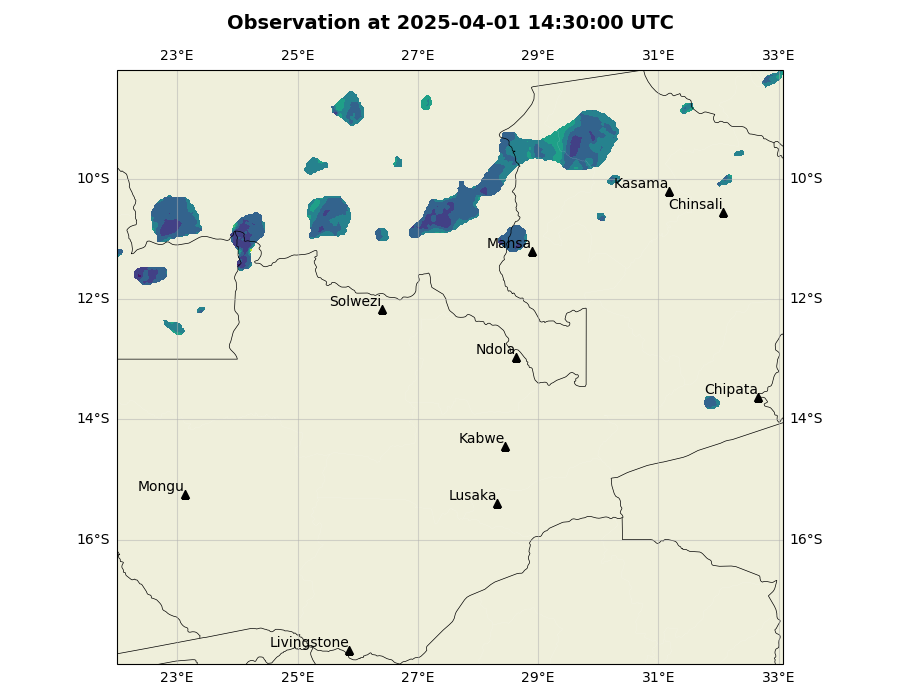 Observation at 2025-04-01 14:30:00 UTC
23°E 25°E 27°E 29°E 31°E 33°E
10°S 10°S
Kasama
Chinsali
Mansa
12°S 12°S
Solwezi
Ndola
Chipata
14°S 14°S
Kabwe
Mongu
Lusaka
16°S 16°S
Livingstone
23°E 25°E 27°E 29°E 31°E 33°E